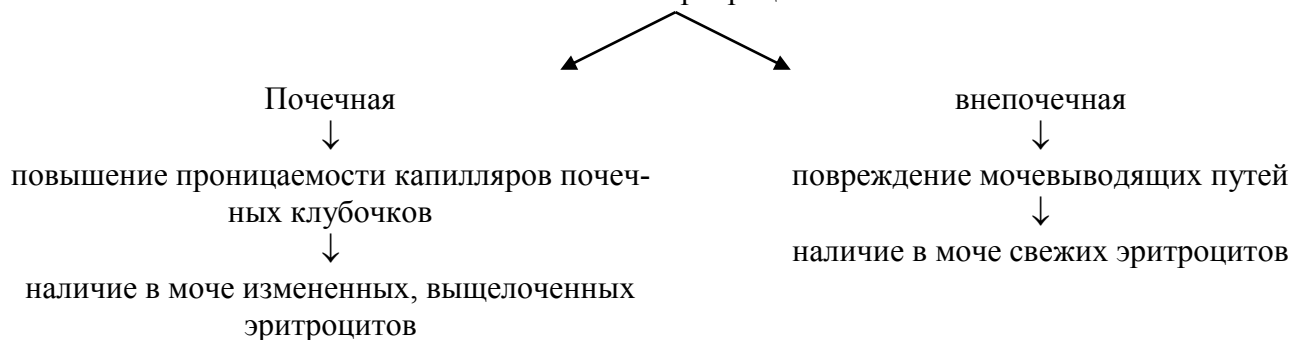 Почечная
внепочечная
↓
↓
повышение проницаемости капилляров почеч-
ных клубочков
повреждение мочевыводящих путей
↓
↓
наличие в моче свежих эритроцитов
наличие в моче измененных, выщелоченных
эритроцитов